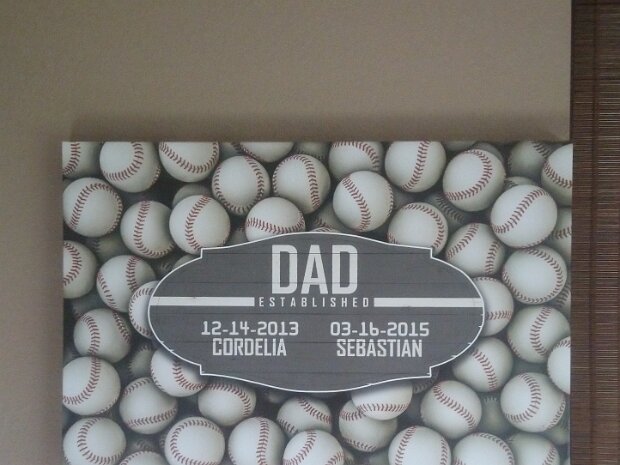 DAD
ESTABLISHED
12-14-2013 03-16-2015
CORDELIA SEBASTIAN